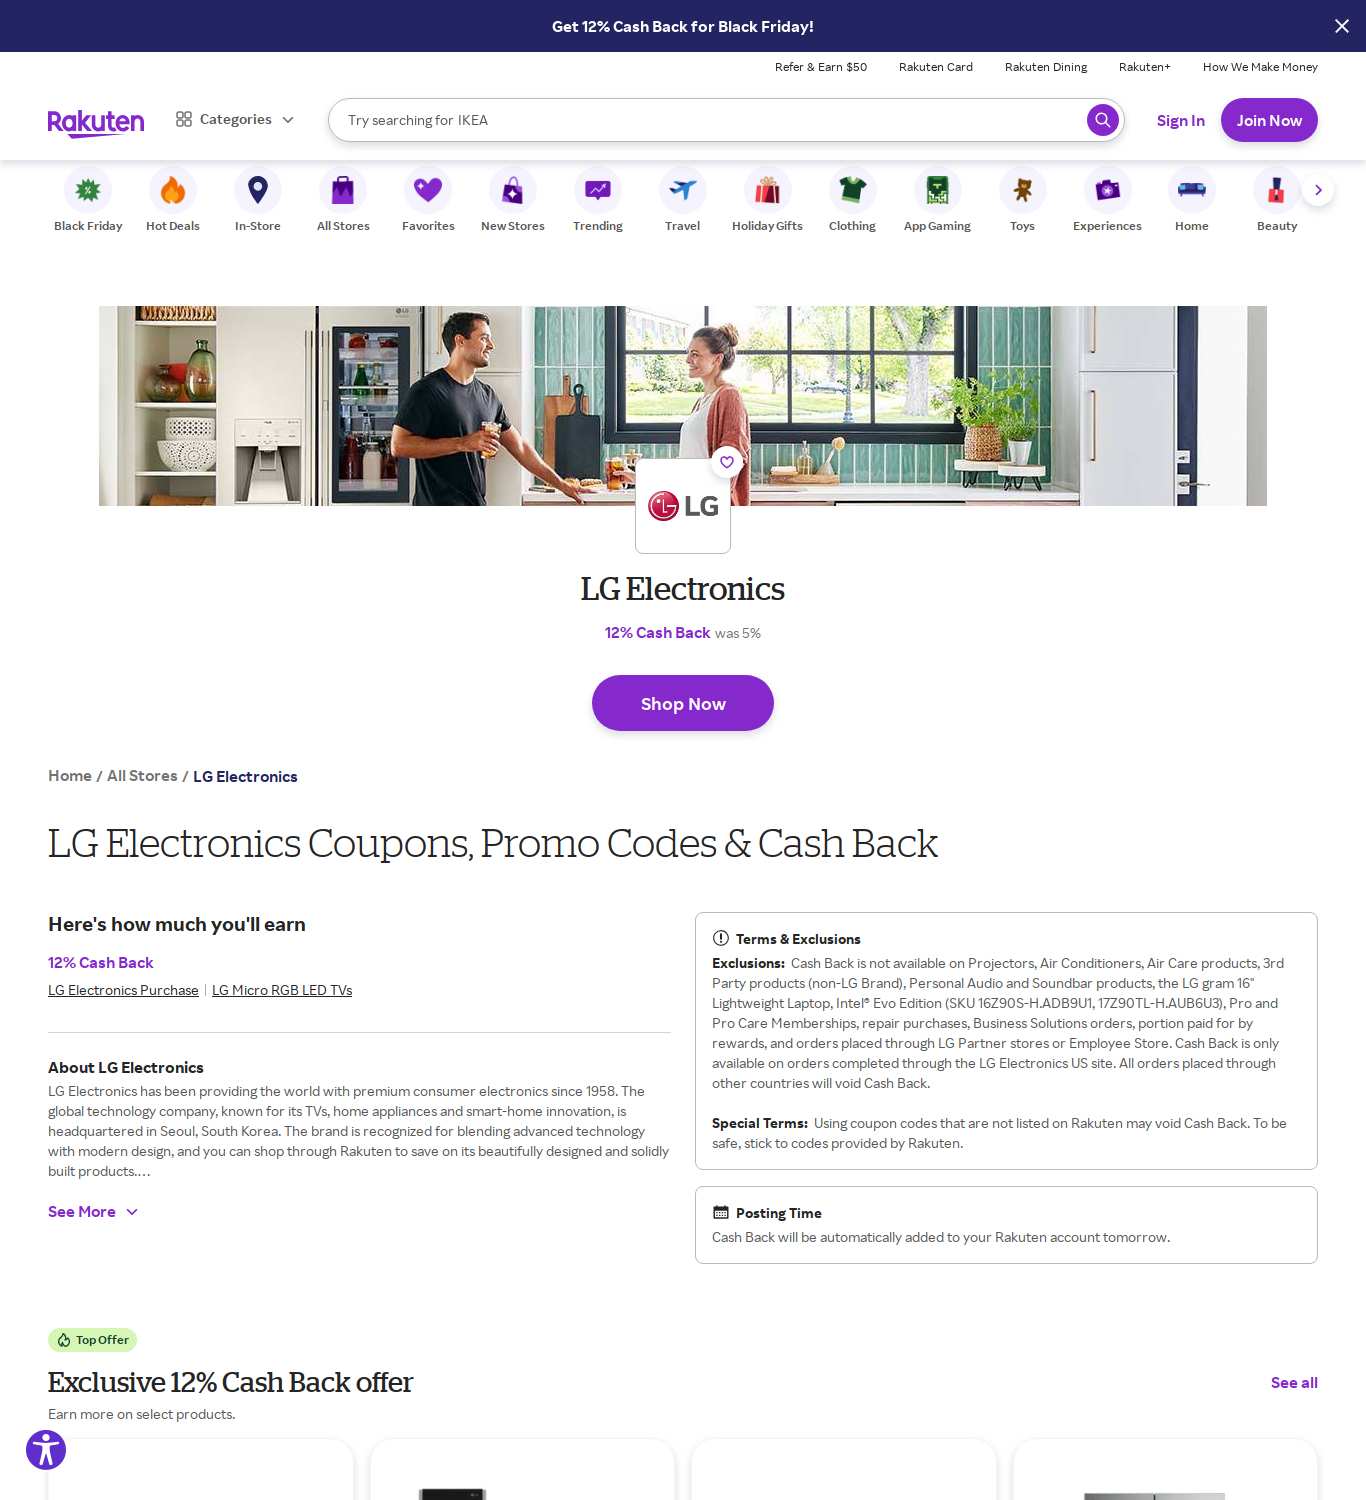 Get 12% Cash Back for Black Friday!
Refer & Earn $50
Rakuten Card
Rakuten Dining
Rakuten+
How We Make Money
Rakuten
Categories
Try searching for IKEA
Sign In
Join Now
Black Friday
Hot Deals
In-Store
All Stores
Favorites
New Stores
Trending
Travel
Holiday Gifts
Clothing
App Gaming
Toys
Experiences
Home
Beauty
LG
LG Electronics
12% Cash Back was 5%
Shop Now
Home / All Stores / LG Electronics
LG Electronics Coupons, Promo Codes & Cash Back
Here's how much you'll earn
12% Cash Back
LG Electronics Purchase | LG Micro RGB LED TVs
About LG Electronics
LG Electronics has been providing the world with premium consumer electronics since 1958. The
global technology company, known for its TVs, home appliances and smart-home innovation, is
headquartered in Seoul, South Korea. The brand is recognized for blending advanced technology
with modern design, and you can shop through Rakuten to save on its beautifully designed and solidly
built products.…
See More
Terms & Exclusions
Exclusions: Cash Back is not available on Projectors, Air Conditioners, Air Care products, 3rd
Party products (non-LG Brand), Personal Audio and Soundbar products, the LG gram 16"
Lightweight Laptop, Intel® Evo Edition (SKU 16Z90S-H.ADB9U1, 17Z90TL-H.AUB6U3), Pro and
Pro Care Memberships, repair purchases, Business Solutions orders, portion paid for by
rewards, and orders placed through LG Partner stores or Employee Store. Cash Back is only
available on orders completed through the LG Electronics US site. All orders placed through
other countries will void Cash Back.
Special Terms: Using coupon codes that are not listed on Rakuten may void Cash Back. To be
safe, stick to codes provided by Rakuten.
Posting Time
Cash Back will be automatically added to your Rakuten account tomorrow.
Top Offer
Exclusive 12% Cash Back offer
See all
Earn more on select products.